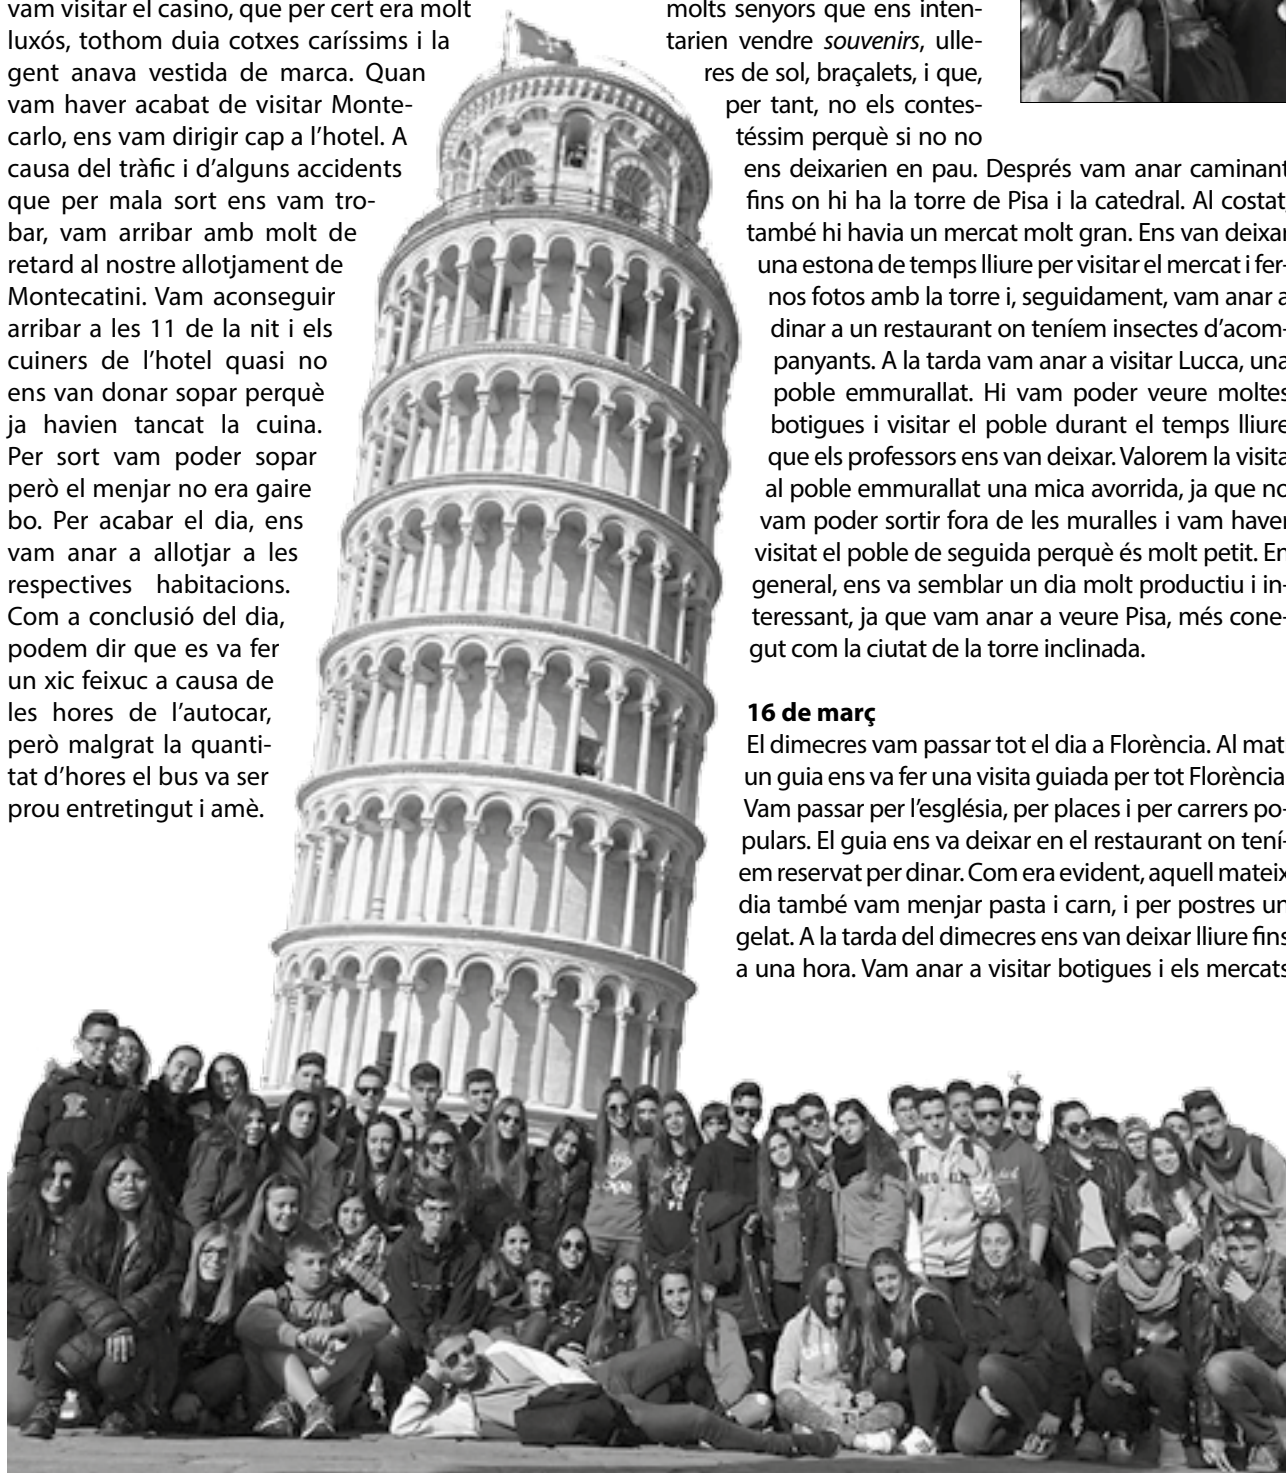 vam visitar el casino, que per cert era molt
luxós, tothom duia cotxes caríssims i la
gent anava vestida de marca. Quan
vam haver acabat de visitar Monte-
carlo, ens vam dirigir cap a l’hotel. A
causa del tràfic i d’alguns accidents
que per mala sort ens vam tro-
bar, vam arribar amb molt de
retard al nostre allotjament de
Montecatini. Vam aconseguir
arribar a les 11 de la nit i els
cuiners de l’hotel quasi no
ens van donar sopar perquè
ja havien tancat la cuina.
Per sort vam poder sopar
però el menjar no era gaire
bo. Per acabar el dia, ens
vam anar a allotjar a les
respectives habitacions.
Com a conclusió del dia,
podem dir que es va fer
un xic feixuc a causa de
les hores de l’autocar,
però malgrat la quanti-
tat d’hores el bus va ser
prou entretingut i amè.
molts senyors que ens inten-
tarien vendre souvenirs, ulle-
res de sol, braçalets, i que,
per tant, no els contes-
téssim perquè si no no
ens deixarien en pau. Després vam anar caminant
fins on hi ha la torre de Pisa i la catedral. Al costat,
també hi havia un mercat molt gran. Ens van deixar
una estona de temps lliure per visitar el mercat i fer-
nos fotos amb la torre i, seguidament, vam anar a
dinar a un restaurant on teníem insectes d’acom-
panyants. A la tarda vam anar a visitar Lucca, una
poble emmurallat. Hi vam poder veure moltes
botigues i visitar el poble durant el temps lliure
que els professors ens van deixar. Valorem la visita
al poble emmurallat una mica avorrida, ja que no
vam poder sortir fora de les muralles i vam haver
visitat el poble de seguida perquè és molt petit. En
general, ens va semblar un dia molt productiu i in-
teressant, ja que vam anar a veure Pisa, més cone-
gut com la ciutat de la torre inclinada.
16 de març
El dimecres vam passar tot el dia a Florència. Al mat
un guia ens va fer una visita guiada per tot Florència
Vam passar per l’església, per places i per carrers po-
pulars. El guia ens va deixar en el restaurant on tení-
em reservat per dinar. Com era evident, aquell mateix
dia també vam menjar pasta i carn, i per postres un
gelat. A la tarda del dimecres ens van deixar lliure fins
a una hora. Vam anar a visitar botigues i els mercats